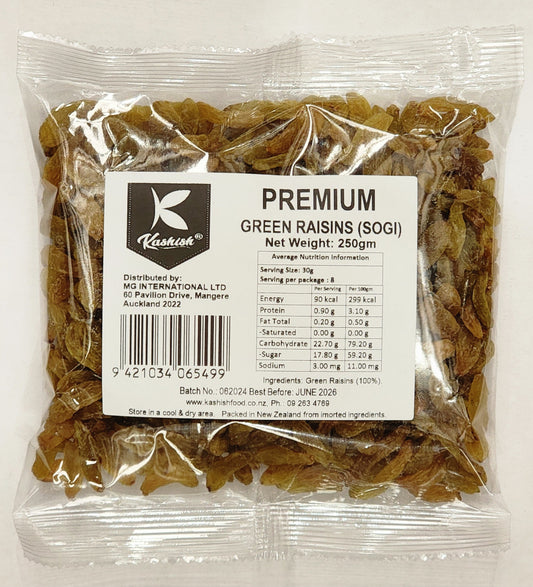 Kashish®
PREMIUM
GREEN RAISINS (SOGI)
Net Weight: 250gm
Average Nutrition Information
Serving Size: 30g
Serving per package : 8
Per Serving Per 100gm
Energy 90 kcal 299 kcal
Protein 0.90 g 3.10 g
Fat Total 0.20 g 0.50 g
-Saturated 0.00 g 0.00 g
Carbohydrate 22.70 g 79.20 g
-Sugar 17.80 g 59.20 g
Sodium 3.00 mg 11.00 mg
Ingredients: Green Raisins (100%).
Distributed by:
MG INTERNATIONAL LTD
60 Pavilion Drive, Mangere
Auckland 2022
9 421034 065499
Batch No.: 062024 Best Before: JUNE 2026
www.kashishfood.co.nz, Ph.: 09 263 4769
Store in a cool & dry area. Packed in New Zealand from imported ingredients.